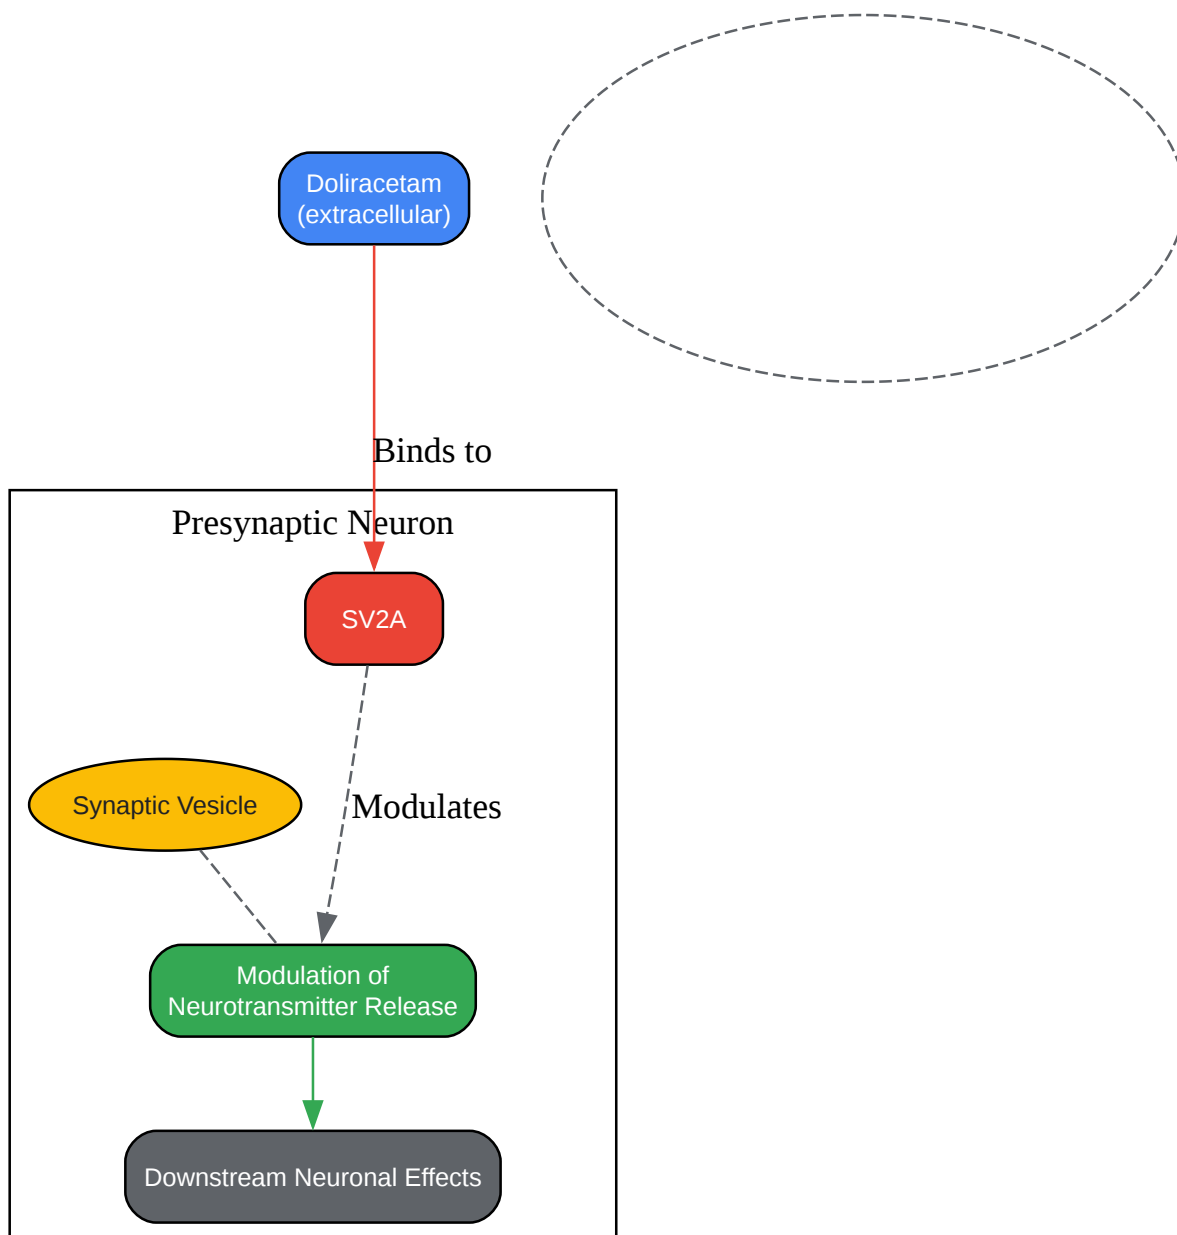 Doliracetam
(extracellular)
Binds to
Presynaptic Neuron
SV2A
Synaptic Vesicle
Modulates
Modulation of
Neurotransmitter Release
Downstream Neuronal Effects